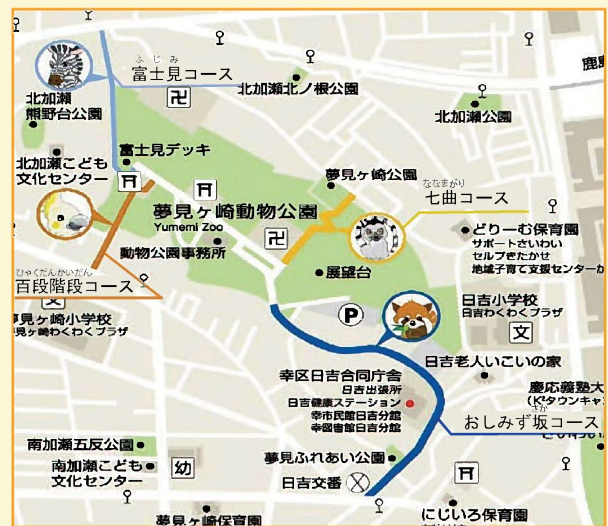 ふじみ
富士見コース
北加瀬
熊野台公園
卍
北加瀬北ノ根公園
北加瀬公園
北加瀬こども
文化センター
富士見デッキ
夢見ヶ崎公園
ななまがり
七曲コース
夢見ヶ崎動物公園
Yumemi Zoo
卍
どりーむ保育園
サポートさいわい
セルプきたかせ
地域子育て支援センターか
動物公園事務所
展望台
ひゃくだんかいだん
百段階段コース
文
夢見ヶ崎小学校
見ヶ崎わくわくプラザ
P
日吉小学校
日吉わくわくプラザ
文
日吉老人いこいの家
幸区日吉合同庁舎
日吉出張所
日吉健康ステーション
幸市民館日吉分館
幸図書館日吉分館
慶応義塾大
(K²タウンキャ
ざか
おしみず坂コース
南加瀬五反公園
南加瀬こども
文化センター
幼
夢見ふれあい公園
日吉交番
夢見ヶ崎保育園
にじいろ保育園